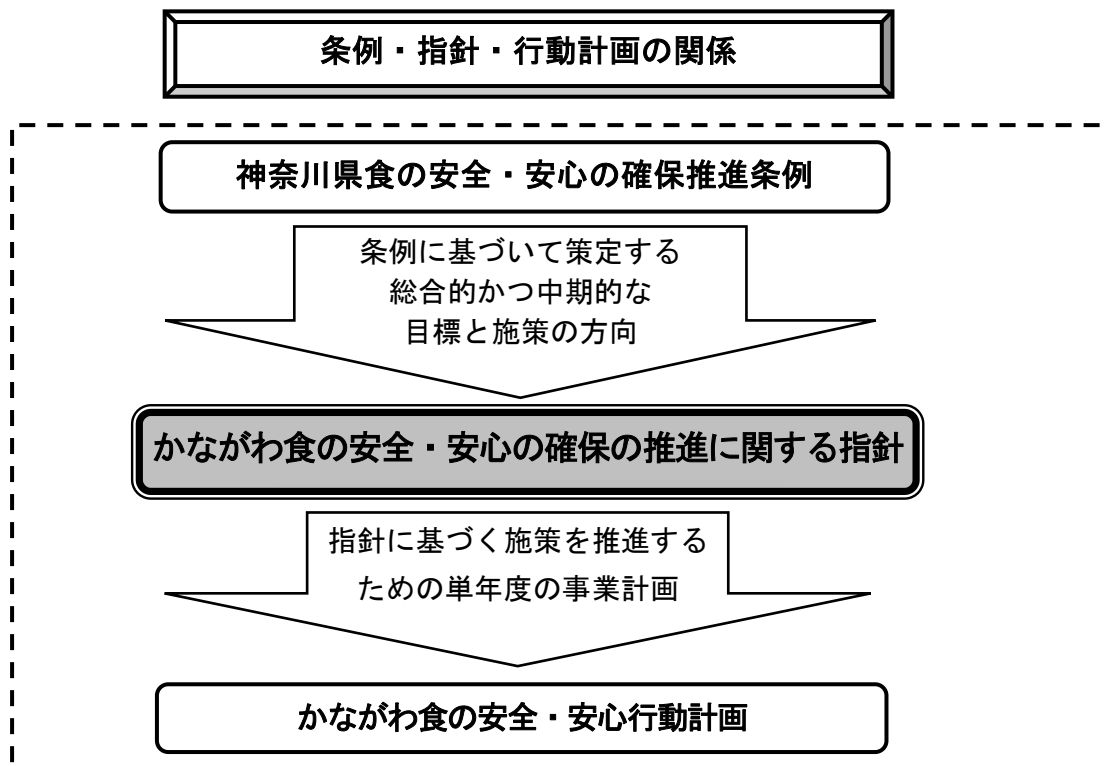 条例・指針・行動計画の関係
神奈川県食の安全・安心の確保推進条例
条例に基づいて策定する
総合的かつ中期的な
目標と施策の方向
かながわ食の安全・安心の確保の推進に関する指針
指針に基づく施策を推進する
ための単年度の事業計画
かながわ食の安全・安心行動計画